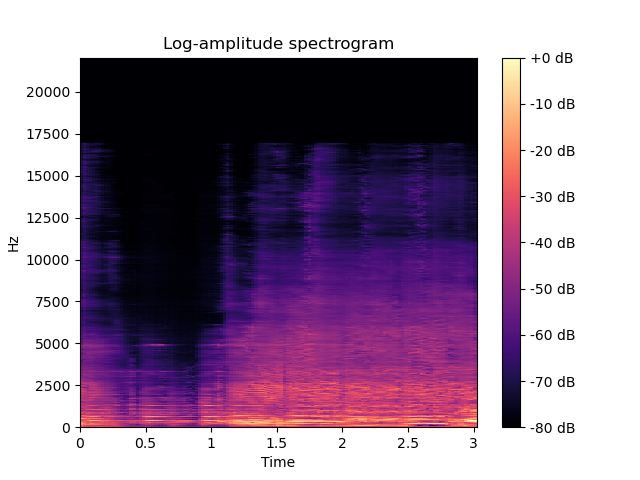 Log-amplitude spectrogram
Hz
20000
17500
15000
12500
10000
7500
5000
2500
0
0 0.5 1 1.5 2 2.5 3
Time
+0 dB
-10 dB
-20 dB
-30 dB
-40 dB
-50 dB
-60 dB
-70 dB
-80 dB